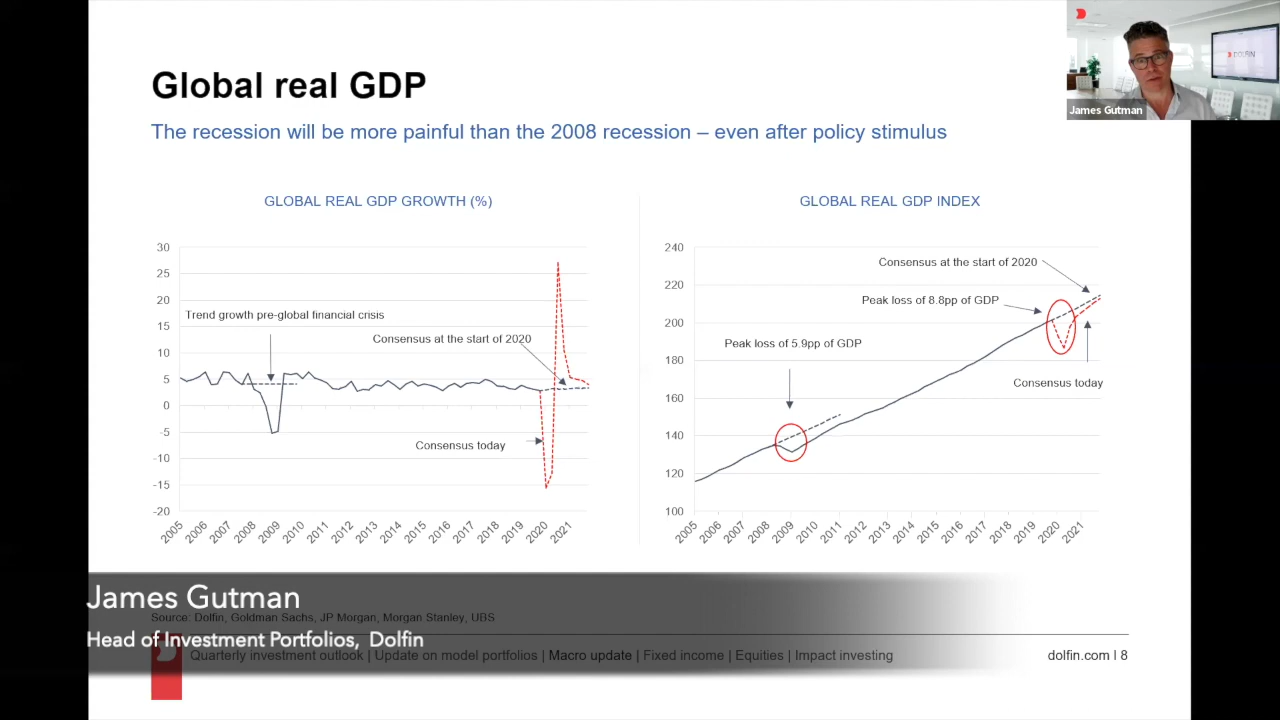 DOLFIN
James Gutman
Global real GDP
The recession will be more painful than the 2008 recession – even after policy stimulus
GLOBAL REAL GDP GROWTH (%)
30
25
20
15
10
5
0
-5
-10
-15
-20
Trend growth pre-global financial crisis
Consensus at the start of 2020
Consensus today
2005
2006
2007
2008
2009
2010
2011
2012
2013
2014
2015
2016
2017
2018
2019
2020
2021
GLOBAL REAL GDP INDEX
240
220
200
180
160
140
120
100
Consensus at the start of 2020
Peak loss of 8.8pp of GDP
Peak loss of 5.9pp of GDP
Consensus today
2005
2006
2007
2008
2009
2010
2011
2012
2013
2014
2015
2016
2017
2018
2019
2020
2021
James Gutman
Source: Dolfin, Goldman Sachs, JP Morgan, Morgan Stanley, UBS
Head of Investment Portfolios, Dolfin
Quarterly investment outlook | Update on model portfolios | Macro update | Fixed income | Equities | Impact investing
dolfin.com | 8